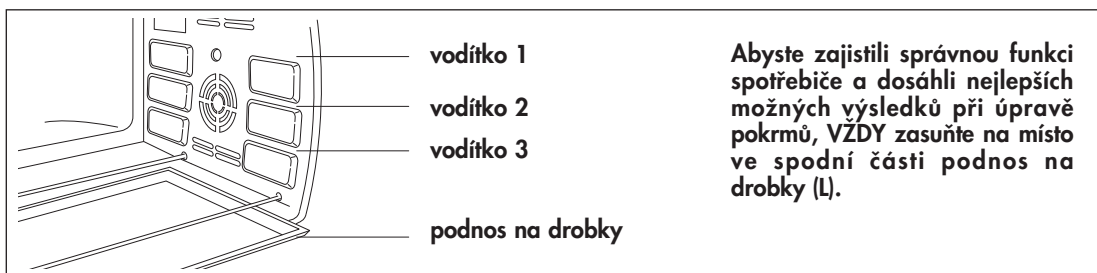 vodítko 1
vodítko 2
vodítko 3
podnos na drobky
Abyste zajistili správnou funkci
spotřebiče a dosáhli nejlepších
možných výsledků při úpravě
pokrmů, VŽDY zasuňte na místo
ve spodní části podnos na
drobky (L).